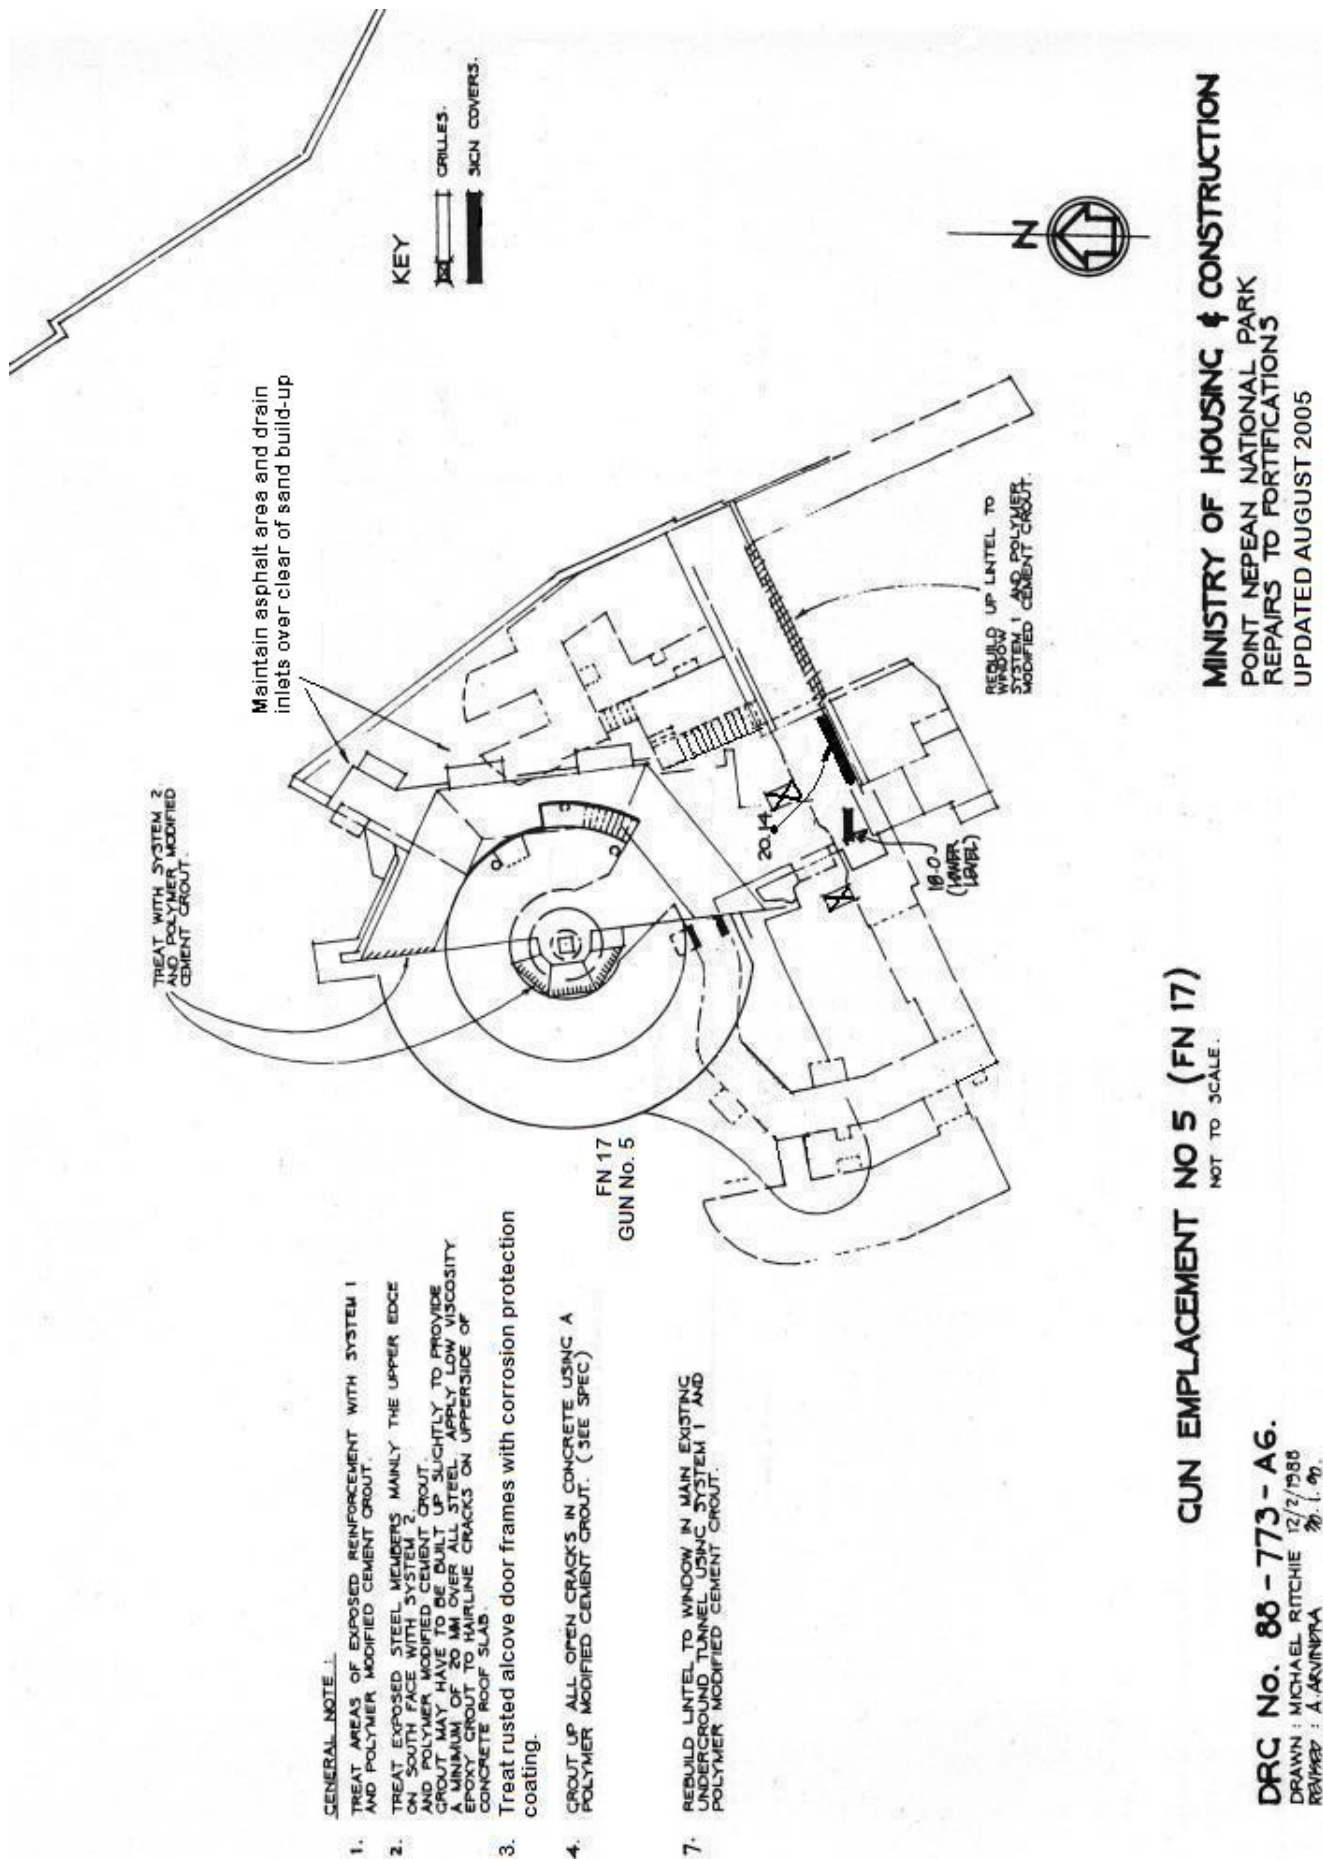 GENERAL NOTE :
1. TREAT AREAS OF EXPOSED REINFORCEMENT WITH SYSTEM 1
AND POLYMER MODIFIED CEMENT GROUT.
2. TREAT EXPOSED STEEL MEMBERS MAINLY THE UPPER EDGE
ON SOUTH FACE WITH SYSTEM 2.
AND POLYMER MODIFIED CEMENT GROUT.
GROUT MAY HAVE TO BE BUILT UP SLIGHTLY TO PROVIDE
A MINIMUM OF 20 MM OVER ALL STEEL. APPLY LOW VISCOSITY
EPOXY GROUT TO HAIRLINE CRACKS ON UPPERSIDE OF
CONCRETE ROOF SLAB.
3. Treat rusted alcove door frames with corrosion protection
coating.
4. GROUT UP ALL OPEN CRACKS IN CONCRETE USING A
POLYMER MODIFIED CEMENT GROUT. (SEE SPEC)
7. REBUILD LINTEL TO WINDOW IN MAIN EXISTING
UNDERGROUND TUNNEL USING SYSTEM 1 AND
POLYMER MODIFIED CEMENT GROUT.
TREAT WITH SYSTEM 2
AND POLYMER MODIFIED
CEMENT GROUT.
Maintain asphalt area and drain
inlets over clear of sand build-up
KEY
GRILLES.
SIGN COVERS.
FN 17
GUN No. 5
20.14
18.0
(LOWER
LEVEL)
REBUILD UP LINTEL TO
WINDOW
SYSTEM 1 AND POLYMER
MODIFIED CEMENT GROUT.
N
GUN EMPLACEMENT NO 5 (FN 17)
NOT TO SCALE.
MINISTRY OF HOUSING & CONSTRUCTION
POINT NEPEAN NATIONAL PARK
REPAIRS TO FORTIFICATIONS
UPDATED AUGUST 2005
DRG No. 88-773-A6.
DRAWN : MICHAEL RITCHIE 12/2/1988
REVISED : A. ARVINDRA